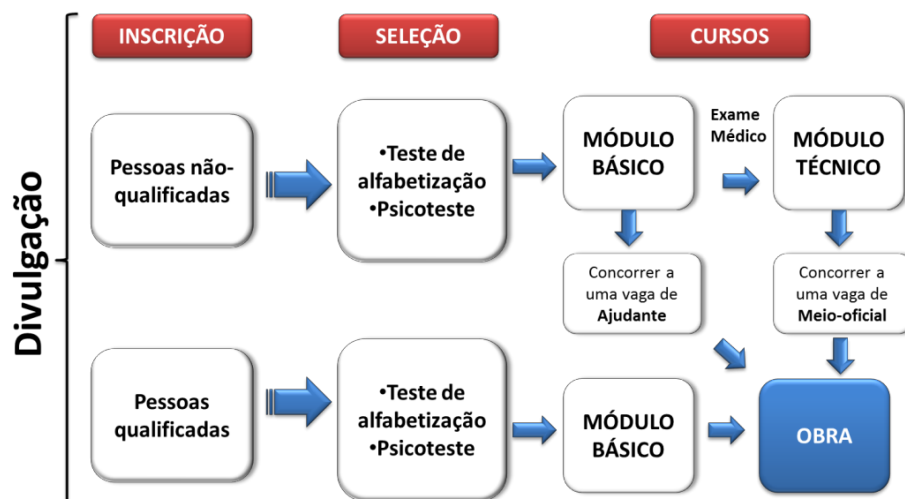 Divulgação
INSCRIÇÃO
SELEÇÃO
CURSOS
Pessoas não-
qualificadas
•Teste de
alfabetização
•Psicoteste
MÓDULO
BÁSICO
Exame
Médico
MÓDULO
TÉCNICO
Concorrer a
uma vaga de
Ajudante
Concorrer a
uma vaga de
Meio-oficial
Pessoas
qualificadas
•Teste de
alfabetização
•Psicoteste
MÓDULO
BÁSICO
OBRA